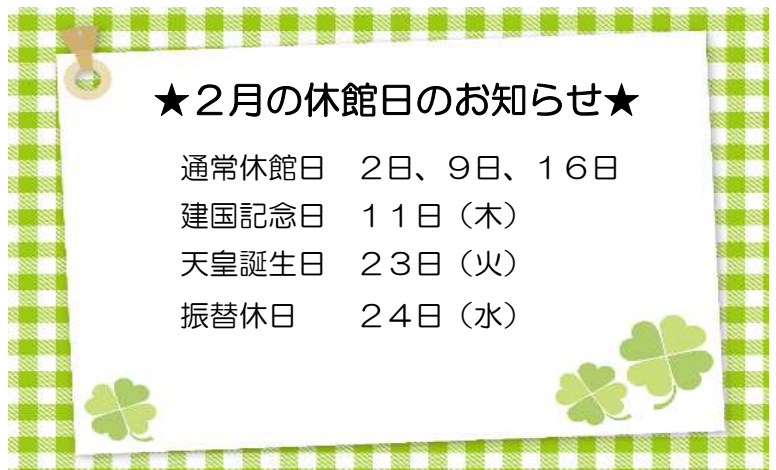 ★２月の休館日のお知らせ★
通常休館日　２日、９日、１６日
建国記念日　１１日（木）
天皇誕生日　２３日（火）
振替休日　　２４日（水）